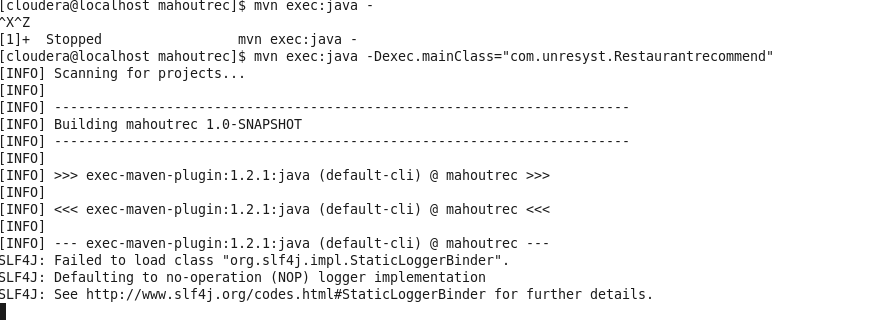 [cloudera@localhost mahoutrec]$ mvn exec:java -
^X^Z
[1]+  Stopped                 mvn exec:java -
[cloudera@localhost mahoutrec]$ mvn exec:java -Dexec.mainClass="com.unresyst.Restaurantrecommend"
[INFO] Scanning for projects...
[INFO]
[INFO] ------------------------------------------------------------------------
[INFO] Building mahoutrec 1.0-SNAPSHOT
[INFO] ------------------------------------------------------------------------
[INFO]
[INFO] >>> exec-maven-plugin:1.2.1:java (default-cli) @ mahoutrec >>>
[INFO]
[INFO] <<< exec-maven-plugin:1.2.1:java (default-cli) @ mahoutrec <<<
[INFO]
[INFO] --- exec-maven-plugin:1.2.1:java (default-cli) @ mahoutrec ---
SLF4J: Failed to load class "org.slf4j.impl.StaticLoggerBinder".
SLF4J: Defaulting to no-operation (NOP) logger implementation
SLF4J: See http://www.slf4j.org/codes.html#StaticLoggerBinder for further details.